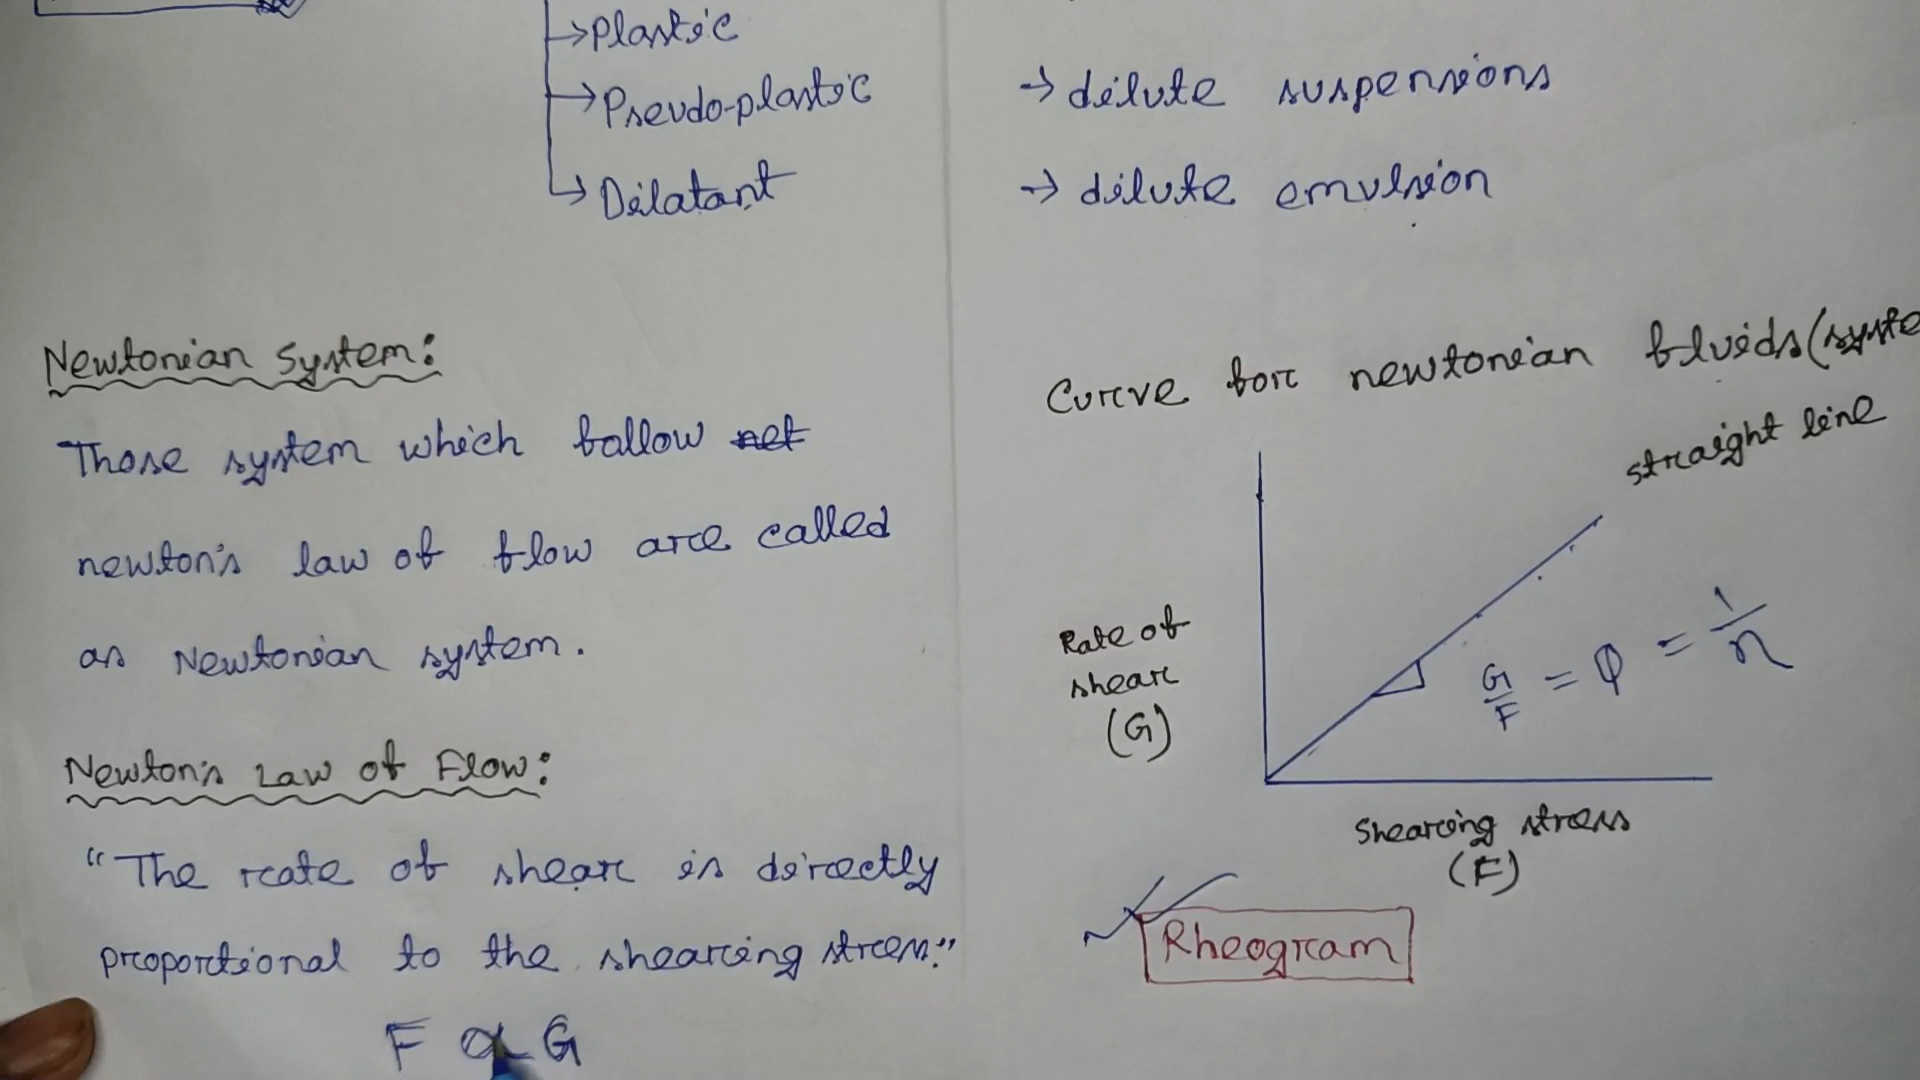 →Plastic
→Pseudo-plastic
→Dilatant
Newtonian System:
Those system which follow
newton's law of flow are called
as Newtonian system.
Newton's Law of Flow:
"The rate of shear is directly
proportional to the shearing stress."
F ∝ G
→ dilute suspensions
→ dilute emulsion
Curve for newtonian fluids (syste
straight line
Rate of
shear
(G)
G/F = φ = 1/η
Shearing stress
(F)
Rheogram